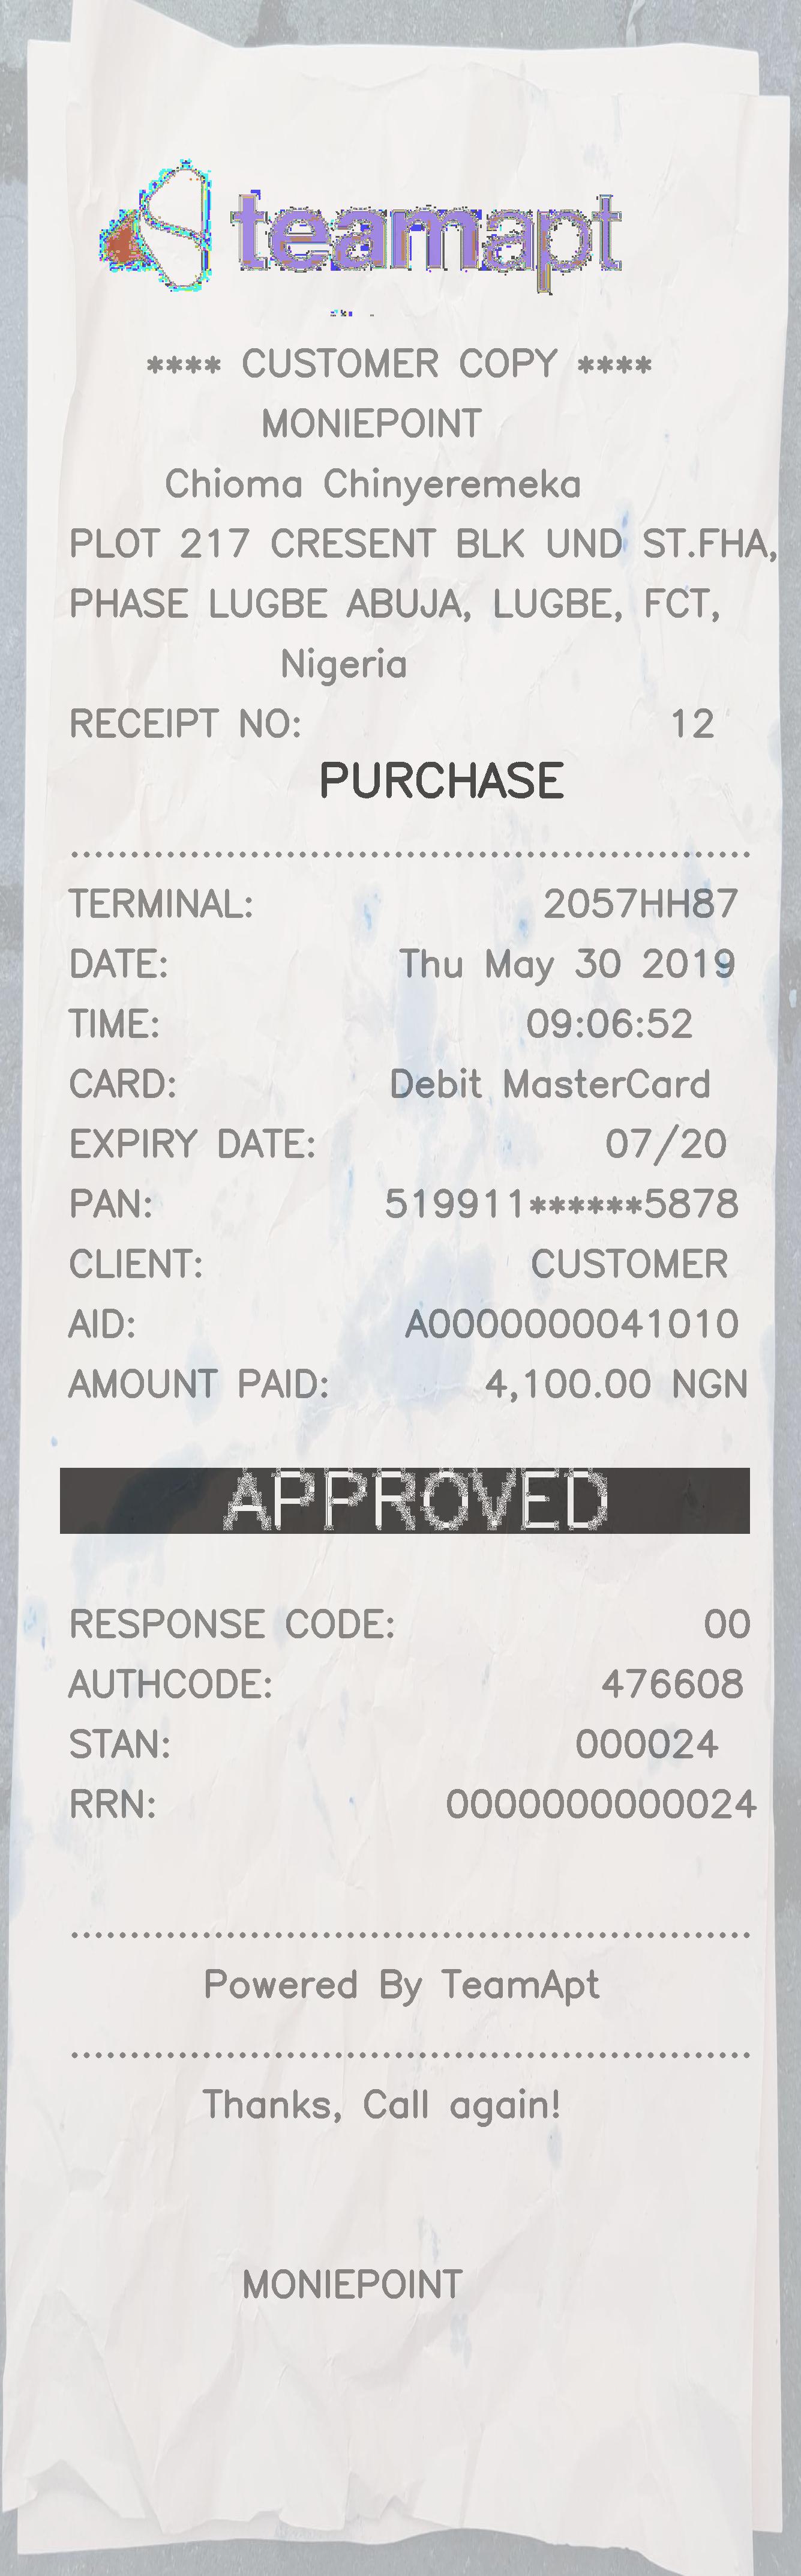 teamapt
**** CUSTOMER COPY ****
MONIEPOINT
Chioma Chinyeremeka
PLOT 217 CRESENT BLK UND ST.FHA,
PHASE LUGBE ABUJA, LUGBE, FCT,
Nigeria
RECEIPT NO: 12
PURCHASE
TERMINAL: 2057HH87
DATE: Thu May 30 2019
TIME: 09:06:52
CARD: Debit MasterCard
EXPIRY DATE: 07/20
PAN: 519911******5878
CLIENT: CUSTOMER
AID: A0000000041010
AMOUNT PAID: 4,100.00 NGN
APPROVED
RESPONSE CODE: 00
AUTHCODE: 476608
STAN: 000024
RRN: 0000000000024
Powered By TeamApt
Thanks, Call again!
MONIEPOINT